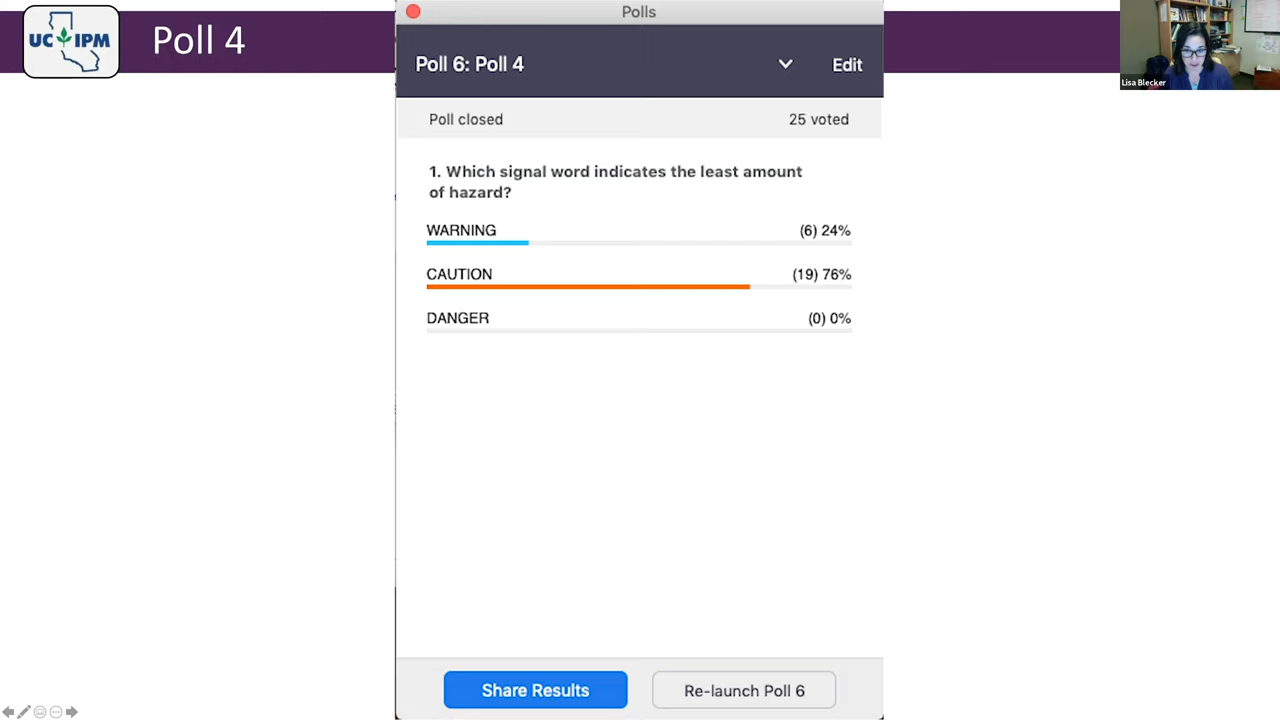 UC IPM
Poll 4
Polls
Poll 6: Poll 4
Edit
Poll closed
25 voted
1. Which signal word indicates the least amount
of hazard?
WARNING
(6) 24%
CAUTION
(19) 76%
DANGER
(0) 0%
Share Results
Re-launch Poll 6
Lisa Blecker